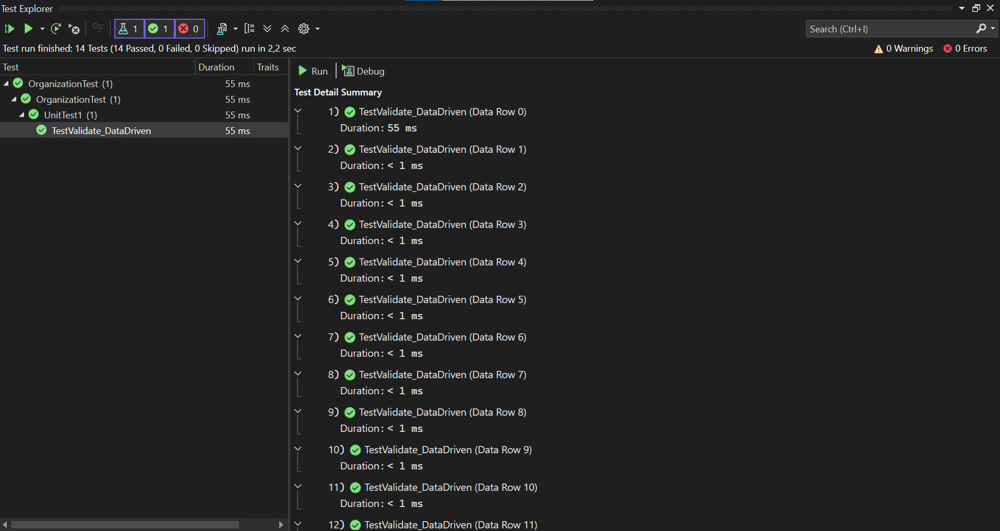 Test Explorer
1 1 0
Search (Ctrl+I)
Test run finished: 14 Tests (14 Passed, 0 Failed, 0 Skipped) run in 2,2 sec
0 Warnings 0 Errors
Test Duration Traits
OrganizationTest (1) 55 ms
OrganizationTest (1) 55 ms
UnitTest1 (1) 55 ms
TestValidate_DataDriven 55 ms
Run Debug
Test Detail Summary
1) TestValidate_DataDriven (Data Row 0)
Duration: 55 ms
2) TestValidate_DataDriven (Data Row 1)
Duration: < 1 ms
3) TestValidate_DataDriven (Data Row 2)
Duration: < 1 ms
4) TestValidate_DataDriven (Data Row 3)
Duration: < 1 ms
5) TestValidate_DataDriven (Data Row 4)
Duration: < 1 ms
6) TestValidate_DataDriven (Data Row 5)
Duration: < 1 ms
7) TestValidate_DataDriven (Data Row 6)
Duration: < 1 ms
8) TestValidate_DataDriven (Data Row 7)
Duration: < 1 ms
9) TestValidate_DataDriven (Data Row 8)
Duration: < 1 ms
10) TestValidate_DataDriven (Data Row 9)
Duration: < 1 ms
11) TestValidate_DataDriven (Data Row 10)
Duration: < 1 ms
12) TestValidate_DataDriven (Data Row 11)